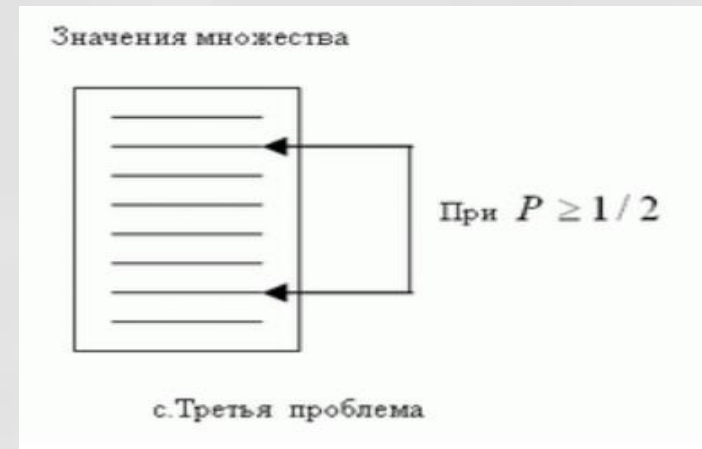 Значения множества
При P ≥ 1 / 2
с.Третья проблема